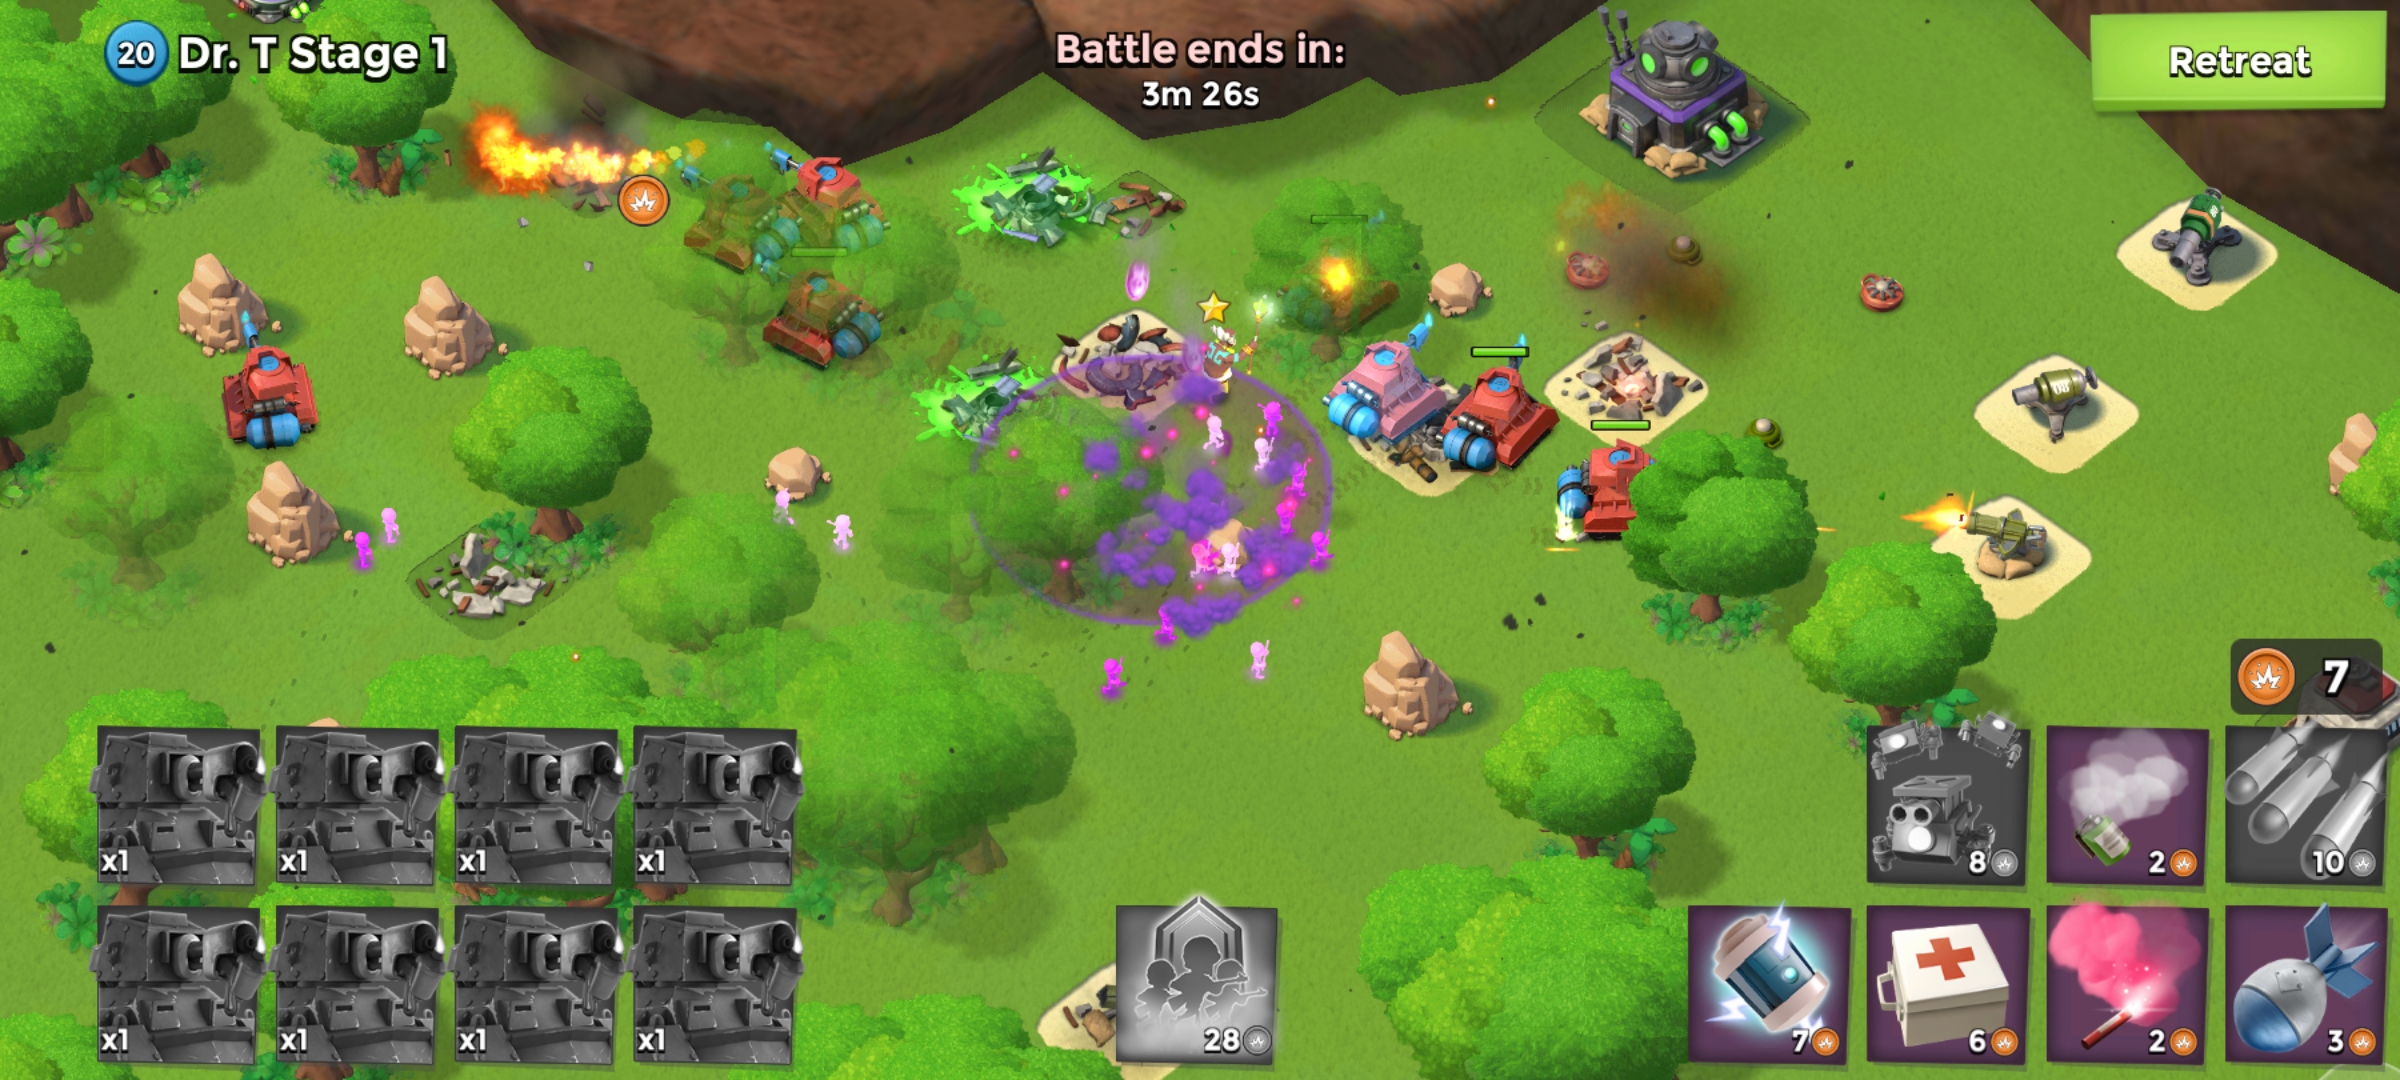 20 Dr. T Stage 1
Battle ends in:
3m 26s
Retreat
7
x1 x1 x1 x1
8 2 10
x1 x1 x1 x1
28
7 6 2 3